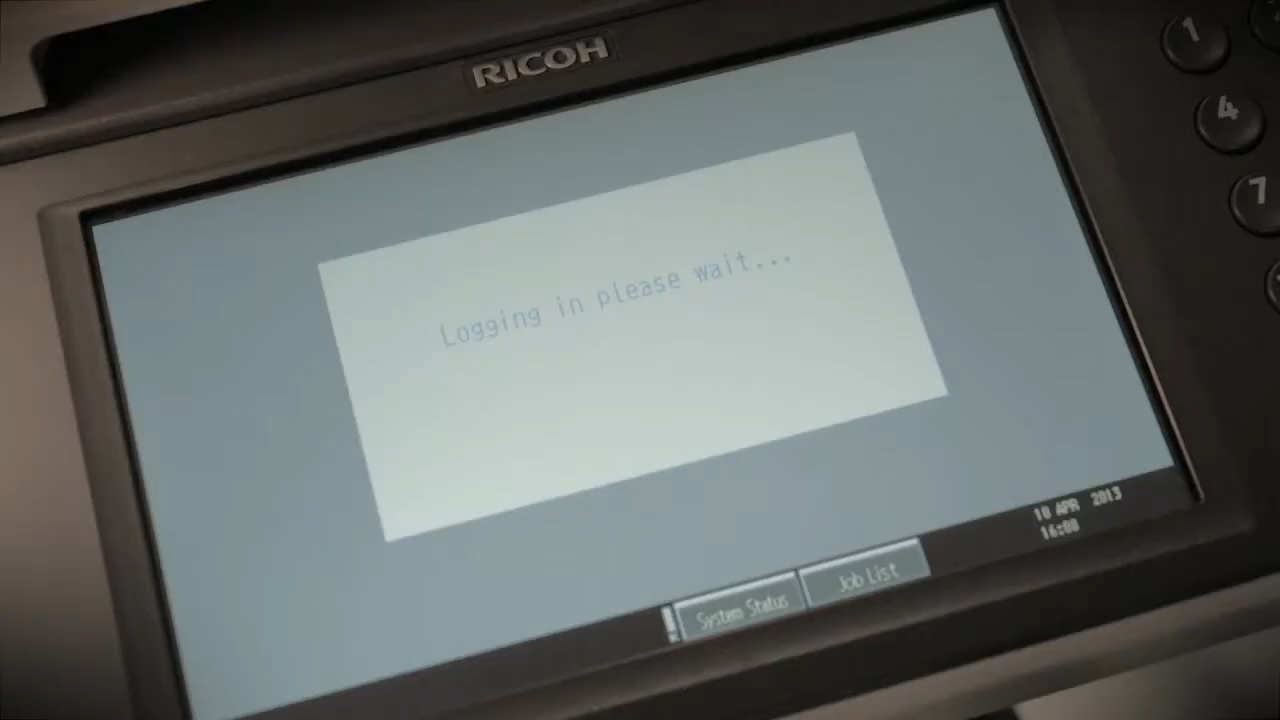 RICOH
1
4
7
Logging in please wait...
10 APR 2013
16:00
System Status
Job List